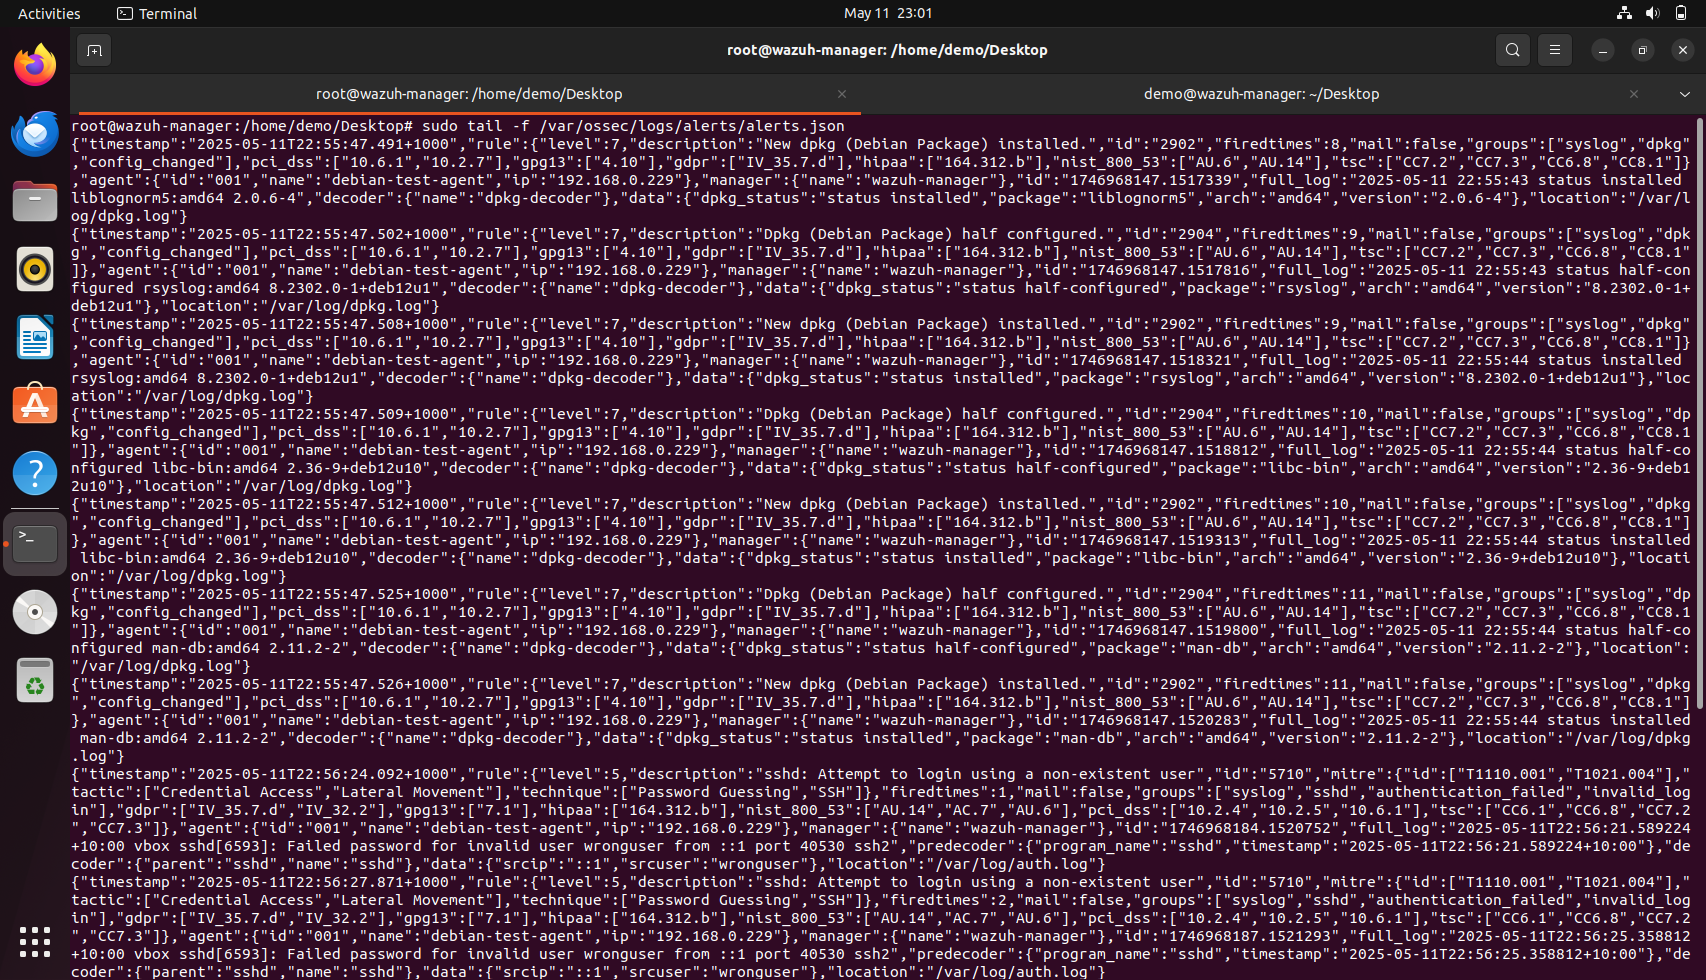 Activities
Terminal
May 11 23:01
root@wazuh-manager: /home/demo/Desktop
root@wazuh-manager: /home/demo/Desktop
demo@wazuh-manager: ~/Desktop
root@wazuh-manager:/home/demo/Desktop# sudo tail -f /var/ossec/logs/alerts/alerts.json
{"timestamp":"2025-05-11T22:55:47.491+1000","rule":{"level":7,"description":"New dpkg (Debian Package) installed.","id":"2902","firedtimes":8,"mail":false,"groups":["syslog","dpkg"
,"config_changed"],"pci_dss":["10.6.1","10.2.7"],"gpg13":["4.10"],"gdpr":["IV_35.7.d"],"hipaa":["164.312.b"],"nist_800_53":["AU.6","AU.14"],"tsc":["CC7.2","CC7.3","CC6.8","CC8.1"]}
,"agent":{"id":"001","name":"debian-test-agent","ip":"192.168.0.229"},"manager":{"name":"wazuh-manager"},"id":"1746968147.1517339","full_log":"2025-05-11 22:55:43 status installed
liblognorm5:amd64 2.0.6-4","decoder":{"name":"dpkg-decoder"},"data":{"dpkg_status":"status installed","package":"liblognorm5","arch":"amd64","version":"2.0.6-4"},"location":"/var/l
og/dpkg.log"}
{"timestamp":"2025-05-11T22:55:47.502+1000","rule":{"level":7,"description":"Dpkg (Debian Package) half configured.","id":"2904","firedtimes":9,"mail":false,"groups":["syslog","dpk
g","config_changed"],"pci_dss":["10.6.1","10.2.7"],"gpg13":["4.10"],"gdpr":["IV_35.7.d"],"hipaa":["164.312.b"],"nist_800_53":["AU.6","AU.14"],"tsc":["CC7.2","CC7.3","CC6.8","CC8.1"
]},"agent":{"id":"001","name":"debian-test-agent","ip":"192.168.0.229"},"manager":{"name":"wazuh-manager"},"id":"1746968147.1517816","full_log":"2025-05-11 22:55:43 status half-con
figured rsyslog:amd64 8.2302.0-1+deb12u1","decoder":{"name":"dpkg-decoder"},"data":{"dpkg_status":"status half-configured","package":"rsyslog","arch":"amd64","version":"8.2302.0-1+
deb12u1"},"location":"/var/log/dpkg.log"}
{"timestamp":"2025-05-11T22:55:47.508+1000","rule":{"level":7,"description":"New dpkg (Debian Package) installed.","id":"2902","firedtimes":9,"mail":false,"groups":["syslog","dpkg"
,"config_changed"],"pci_dss":["10.6.1","10.2.7"],"gpg13":["4.10"],"gdpr":["IV_35.7.d"],"hipaa":["164.312.b"],"nist_800_53":["AU.6","AU.14"],"tsc":["CC7.2","CC7.3","CC6.8","CC8.1"]}
,"agent":{"id":"001","name":"debian-test-agent","ip":"192.168.0.229"},"manager":{"name":"wazuh-manager"},"id":"1746968147.1518321","full_log":"2025-05-11 22:55:44 status installed
rsyslog:amd64 8.2302.0-1+deb12u1","decoder":{"name":"dpkg-decoder"},"data":{"dpkg_status":"status installed","package":"rsyslog","arch":"amd64","version":"8.2302.0-1+deb12u1"},"loc
ation":"/var/log/dpkg.log"}
{"timestamp":"2025-05-11T22:55:47.509+1000","rule":{"level":7,"description":"Dpkg (Debian Package) half configured.","id":"2904","firedtimes":10,"mail":false,"groups":["syslog","dp
kg","config_changed"],"pci_dss":["10.6.1","10.2.7"],"gpg13":["4.10"],"gdpr":["IV_35.7.d"],"hipaa":["164.312.b"],"nist_800_53":["AU.6","AU.14"],"tsc":["CC7.2","CC7.3","CC6.8","CC8.1
"]},"agent":{"id":"001","name":"debian-test-agent","ip":"192.168.0.229"},"manager":{"name":"wazuh-manager"},"id":"1746968147.1518812","full_log":"2025-05-11 22:55:44 status half-co
nfigured libc-bin:amd64 2.36-9+deb12u10","decoder":{"name":"dpkg-decoder"},"data":{"dpkg_status":"status half-configured","package":"libc-bin","arch":"amd64","version":"2.36-9+deb1
2u10"},"location":"/var/log/dpkg.log"}
{"timestamp":"2025-05-11T22:55:47.512+1000","rule":{"level":7,"description":"New dpkg (Debian Package) installed.","id":"2902","firedtimes":10,"mail":false,"groups":["syslog","dpkg
","config_changed"],"pci_dss":["10.6.1","10.2.7"],"gpg13":["4.10"],"gdpr":["IV_35.7.d"],"hipaa":["164.312.b"],"nist_800_53":["AU.6","AU.14"],"tsc":["CC7.2","CC7.3","CC6.8","CC8.1"]
},"agent":{"id":"001","name":"debian-test-agent","ip":"192.168.0.229"},"manager":{"name":"wazuh-manager"},"id":"1746968147.1519313","full_log":"2025-05-11 22:55:44 status installed
 libc-bin:amd64 2.36-9+deb12u10","decoder":{"name":"dpkg-decoder"},"data":{"dpkg_status":"status installed","package":"libc-bin","arch":"amd64","version":"2.36-9+deb12u10"},"locati
on":"/var/log/dpkg.log"}
{"timestamp":"2025-05-11T22:55:47.525+1000","rule":{"level":7,"description":"Dpkg (Debian Package) half configured.","id":"2904","firedtimes":11,"mail":false,"groups":["syslog","dp
kg","config_changed"],"pci_dss":["10.6.1","10.2.7"],"gpg13":["4.10"],"gdpr":["IV_35.7.d"],"hipaa":["164.312.b"],"nist_800_53":["AU.6","AU.14"],"tsc":["CC7.2","CC7.3","CC6.8","CC8.1
"]},"agent":{"id":"001","name":"debian-test-agent","ip":"192.168.0.229"},"manager":{"name":"wazuh-manager"},"id":"1746968147.1519800","full_log":"2025-05-11 22:55:44 status half-co
nfigured man-db:amd64 2.11.2-2","decoder":{"name":"dpkg-decoder"},"data":{"dpkg_status":"status half-configured","package":"man-db","arch":"amd64","version":"2.11.2-2"},"location":
"/var/log/dpkg.log"}
{"timestamp":"2025-05-11T22:55:47.526+1000","rule":{"level":7,"description":"New dpkg (Debian Package) installed.","id":"2902","firedtimes":11,"mail":false,"groups":["syslog","dpkg
","config_changed"],"pci_dss":["10.6.1","10.2.7"],"gpg13":["4.10"],"gdpr":["IV_35.7.d"],"hipaa":["164.312.b"],"nist_800_53":["AU.6","AU.14"],"tsc":["CC7.2","CC7.3","CC6.8","CC8.1"]
},"agent":{"id":"001","name":"debian-test-agent","ip":"192.168.0.229"},"manager":{"name":"wazuh-manager"},"id":"1746968147.1520283","full_log":"2025-05-11 22:55:44 status installed
 man-db:amd64 2.11.2-2","decoder":{"name":"dpkg-decoder"},"data":{"dpkg_status":"status installed","package":"man-db","arch":"amd64","version":"2.11.2-2"},"location":"/var/log/dpkg
.log"}
{"timestamp":"2025-05-11T22:56:24.092+1000","rule":{"level":5,"description":"sshd: Attempt to login using a non-existent user","id":"5710","mitre":{"id":["T1110.001","T1021.004"],"
tactic":["Credential Access","Lateral Movement"],"technique":["Password Guessing","SSH"]},"firedtimes":1,"mail":false,"groups":["syslog","sshd","authentication_failed","invalid_log
in"],"gdpr":["IV_35.7.d","IV_32.2"],"gpg13":["7.1"],"hipaa":["164.312.b"],"nist_800_53":["AU.14","AC.7","AU.6"],"pci_dss":["10.2.4","10.2.5","10.6.1"],"tsc":["CC6.1","CC6.8","CC7.2
","CC7.3"]},"agent":{"id":"001","name":"debian-test-agent","ip":"192.168.0.229"},"manager":{"name":"wazuh-manager"},"id":"1746968184.1520752","full_log":"2025-05-11T22:56:21.589224
+10:00 vbox sshd[6593]: Failed password for invalid user wronguser from ::1 port 40530 ssh2","predecoder":{"program_name":"sshd","timestamp":"2025-05-11T22:56:21.589224+10:00"},"de
coder":{"parent":"sshd","name":"sshd"},"data":{"srcip":"::1","srcuser":"wronguser"},"location":"/var/log/auth.log"}
{"timestamp":"2025-05-11T22:56:27.871+1000","rule":{"level":5,"description":"sshd: Attempt to login using a non-existent user","id":"5710","mitre":{"id":["T1110.001","T1021.004"],"
tactic":["Credential Access","Lateral Movement"],"technique":["Password Guessing","SSH"]},"firedtimes":2,"mail":false,"groups":["syslog","sshd","authentication_failed","invalid_log
in"],"gdpr":["IV_35.7.d","IV_32.2"],"gpg13":["7.1"],"hipaa":["164.312.b"],"nist_800_53":["AU.14","AC.7","AU.6"],"pci_dss":["10.2.4","10.2.5","10.6.1"],"tsc":["CC6.1","CC6.8","CC7.2
","CC7.3"]},"agent":{"id":"001","name":"debian-test-agent","ip":"192.168.0.229"},"manager":{"name":"wazuh-manager"},"id":"1746968187.1521293","full_log":"2025-05-11T22:56:25.358812
+10:00 vbox sshd[6593]: Failed password for invalid user wronguser from ::1 port 40530 ssh2","predecoder":{"program_name":"sshd","timestamp":"2025-05-11T22:56:25.358812+10:00"},"de
coder":{"parent":"sshd","name":"sshd"},"data":{"srcip":"::1","srcuser":"wronguser"},"location":"/var/log/auth.log"}